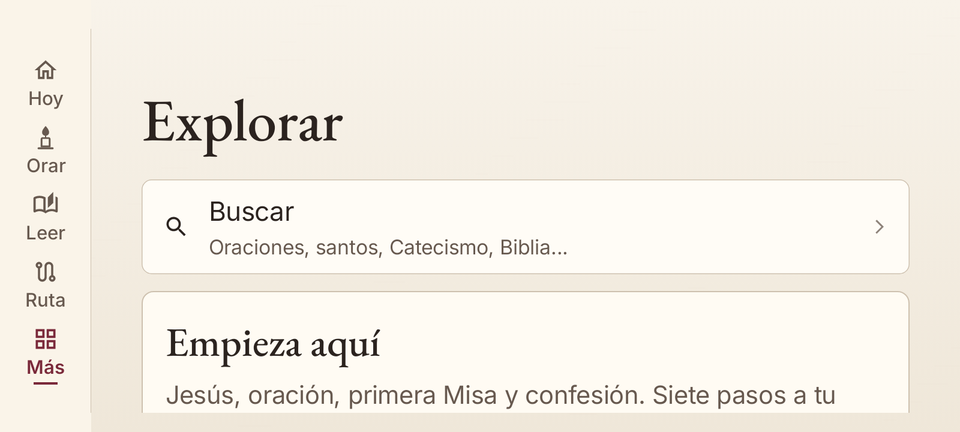 Hoy
Orar
Leer
Ruta
Más
Explorar
Buscar
Oraciones, santos, Catecismo, Biblia...
Empieza aquí
Jesús, oración, primera Misa y confesión. Siete pasos a tu